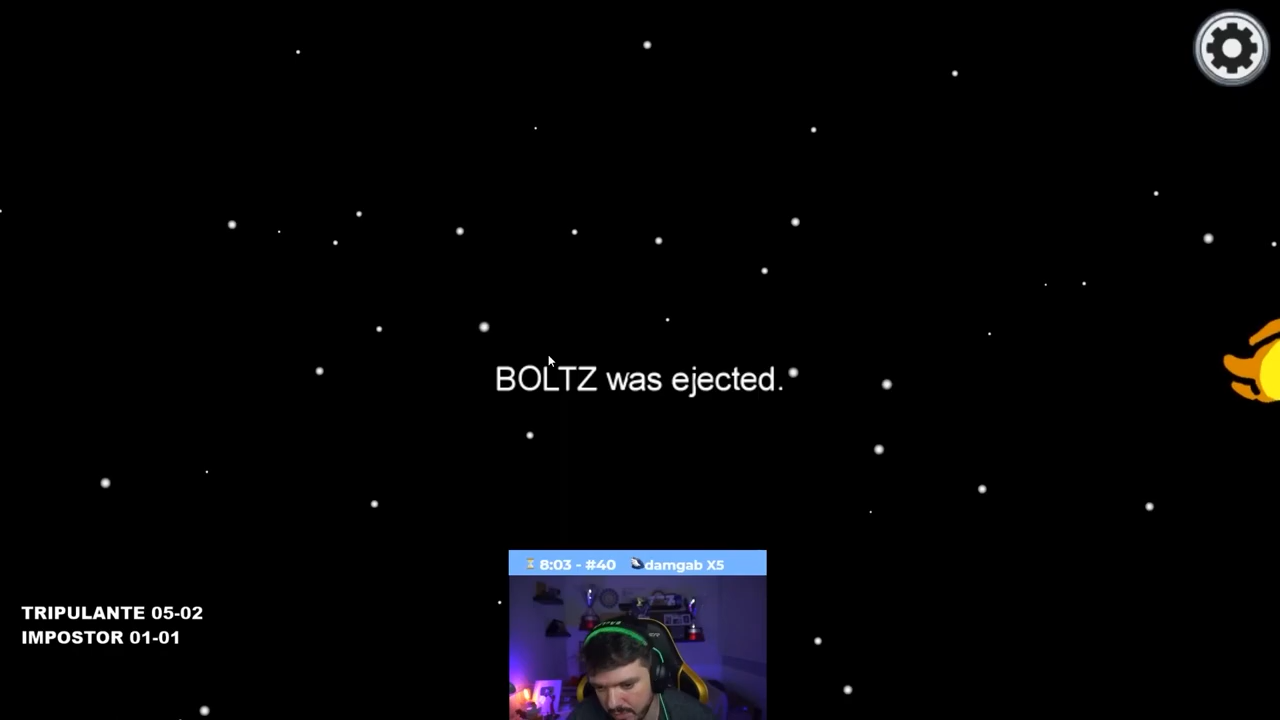 BOLTZ was ejected.
8:03 - #40 damgab X5
TRIPULANTE 05-02
IMPOSTOR 01-01